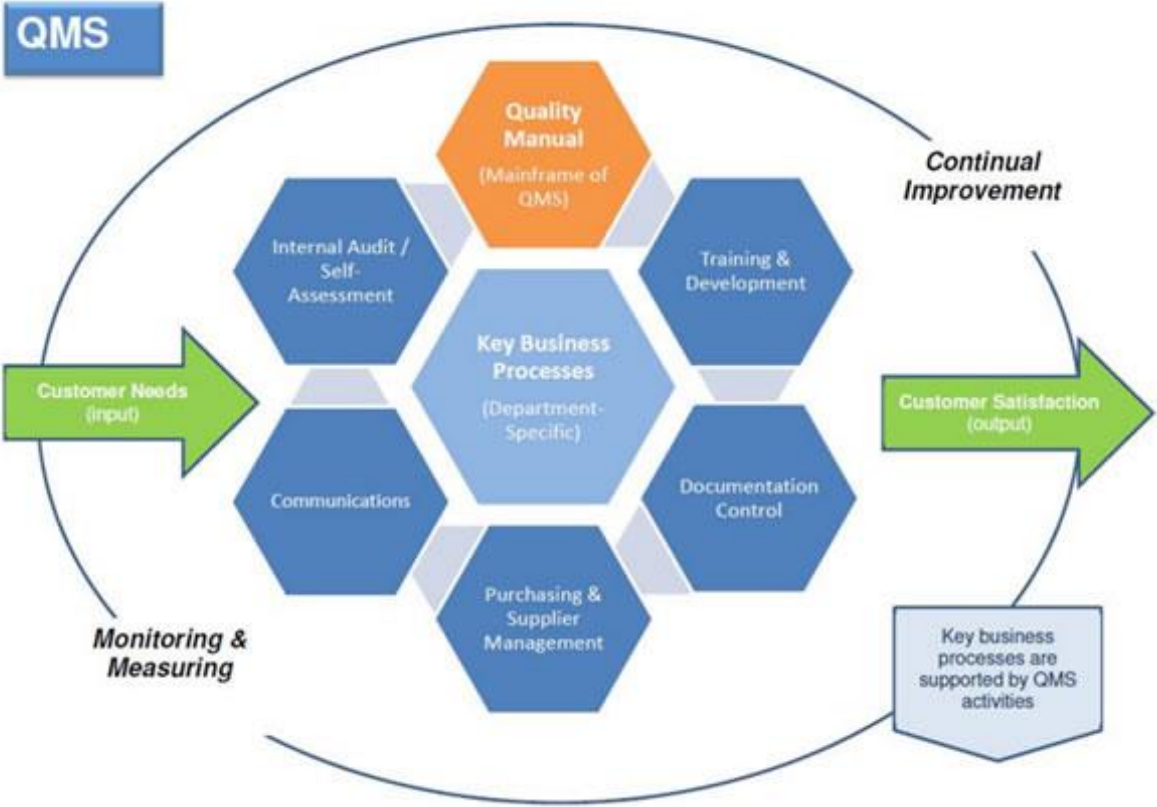 QMS
Quality
Manual
(Mainframe of
QMS)
Continual
Improvement
Internal Audit /
Self-
Assessment
Training &
Development
Key Business
Processes
(Department-
Specific)
Customer Needs
(input)
Customer Satisfaction
(output)
Communications
Documentation
Control
Purchasing &
Supplier
Management
Monitoring &
Measuring
Key business
processes are
supported by QMS
activities